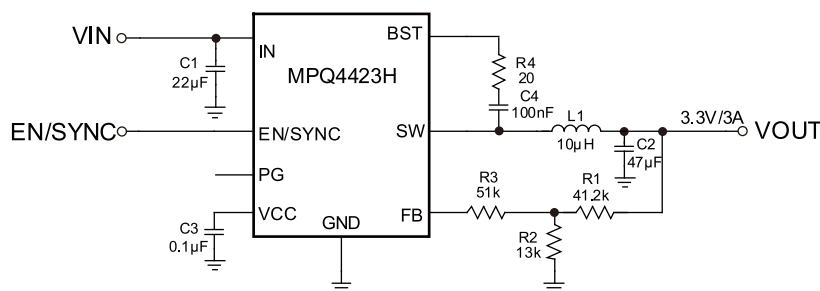 VIN
C1
22µF
IN
MPQ4423H
BST
R4
20
C4
100nF
EN/SYNC
EN/SYNC
SW
L1
10µH
3.3V/3A
VOUT
C2
47µF
PG
R3
51k
R1
41.2k
VCC
FB
C3
0.1µF
GND
R2
13k